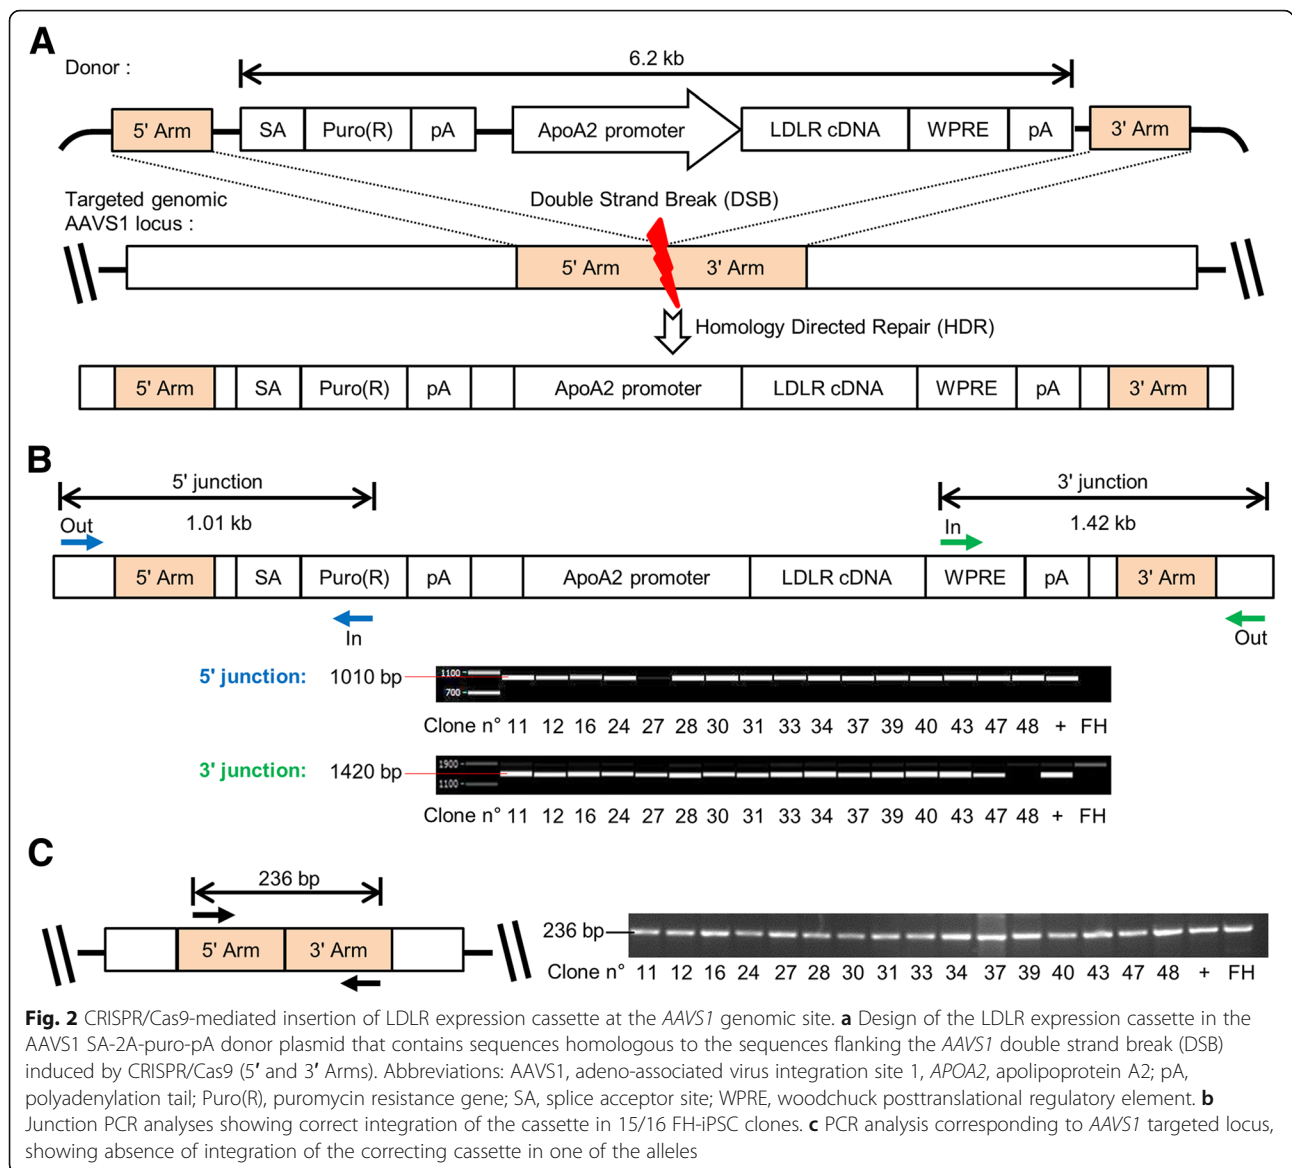 A
Donor :
6.2 kb
5' Arm SA Puro(R) pA ApoA2 promoter LDLR cDNA WPRE pA 3' Arm
Targeted genomic
AAVS1 locus :
Double Strand Break (DSB)
5' Arm 3' Arm
Homology Directed Repair (HDR)
5' Arm SA Puro(R) pA ApoA2 promoter LDLR cDNA WPRE pA 3' Arm
B
5' junction 3' junction
Out 1.01 kb In 1.42 kb
5' Arm SA Puro(R) pA ApoA2 promoter LDLR cDNA WPRE pA 3' Arm
In Out
5' junction: 1010 bp 1100
700
Clone n° 11 12 16 24 27 28 30 31 33 34 37 39 40 43 47 48 + FH
3' junction: 1420 bp 1900
1100
Clone n° 11 12 16 24 27 28 30 31 33 34 37 39 40 43 47 48 + FH
C
236 bp
5' Arm 3' Arm
236 bp
Clone n° 11 12 16 24 27 28 30 31 33 34 37 39 40 43 47 48 + FH
Fig. 2 CRISPR/Cas9-mediated insertion of LDLR expression cassette at the AAVS1 genomic site. a Design of the LDLR expression cassette in the
AAVS1 SA-2A-puro-pA donor plasmid that contains sequences homologous to the sequences flanking the AAVS1 double strand break (DSB)
induced by CRISPR/Cas9 (5′ and 3′ Arms). Abbreviations: AAVS1, adeno-associated virus integration site 1, APOA2, apolipoprotein A2; pA,
polyadenylation tail; Puro(R), puromycin resistance gene; SA, splice acceptor site; WPRE, woodchuck posttranslational regulatory element. b
Junction PCR analyses showing correct integration of the cassette in 15/16 FH-iPSC clones. c PCR analysis corresponding to AAVS1 targeted locus,
showing absence of integration of the correcting cassette in one of the alleles